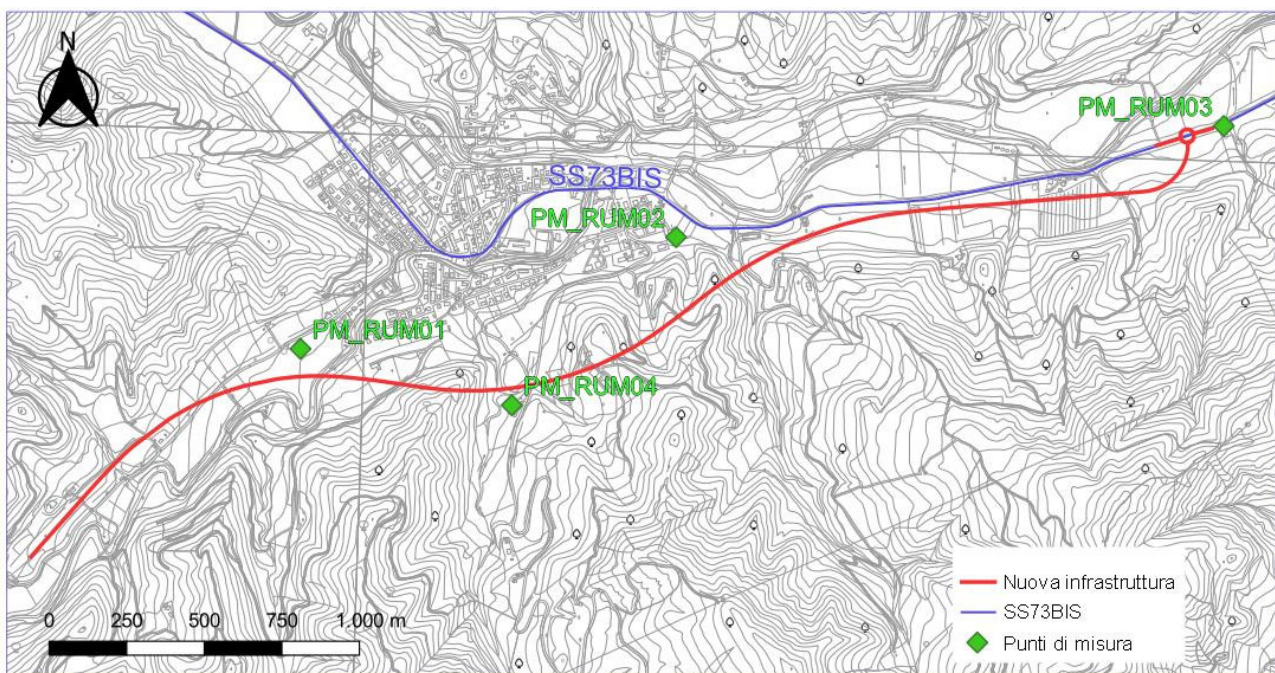 N
PM_RUM03
SS73BIS
PM_RUM02
PM_RUM01
PM_RUM04
Nuova infrastruttura
SS73BIS
Punti di misura
0 250 500 750 1.000 m